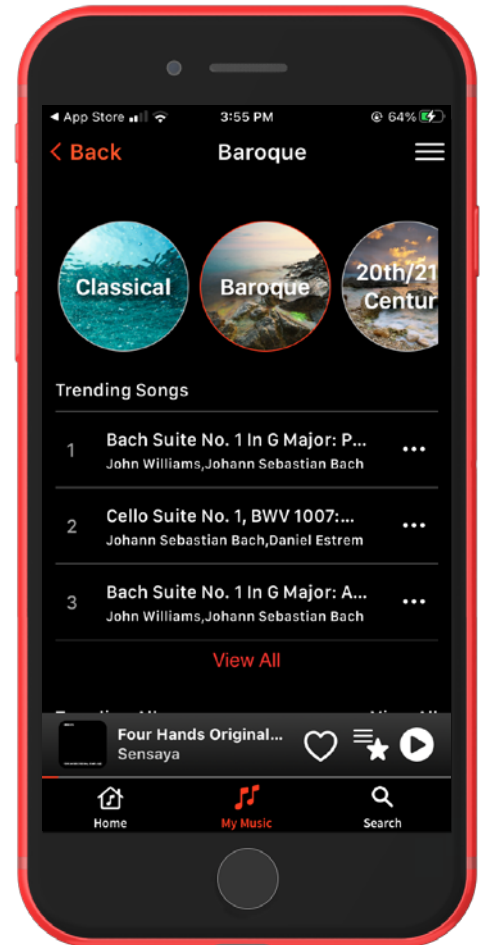 App Store
3:55 PM
64%
Back
Baroque
Classical
Baroque
20th/21
Centur
Trending Songs
1
Bach Suite No. 1 In G Major: P...
John Williams,Johann Sebastian Bach
2
Cello Suite No. 1, BWV 1007:...
Johann Sebastian Bach,Daniel Estrem
3
Bach Suite No. 1 In G Major: A...
John Williams,Johann Sebastian Bach
View All
Four Hands Original...
Sensaya
Home
My Music
Search